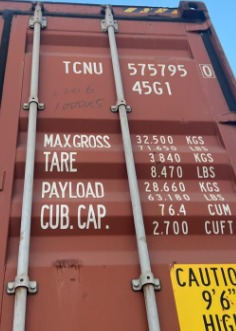 TCNU 575795 0
45G1
MAX.GROSS 32.500 KGS
71.650 LBS
TARE 3.840 KGS
8.470 LBS
PAYLOAD 28.660 KGS
63.180 LBS
CUB. CAP. 76.4 CUM
2.700 CUFT
CAUTIO
9'6"
HIGH